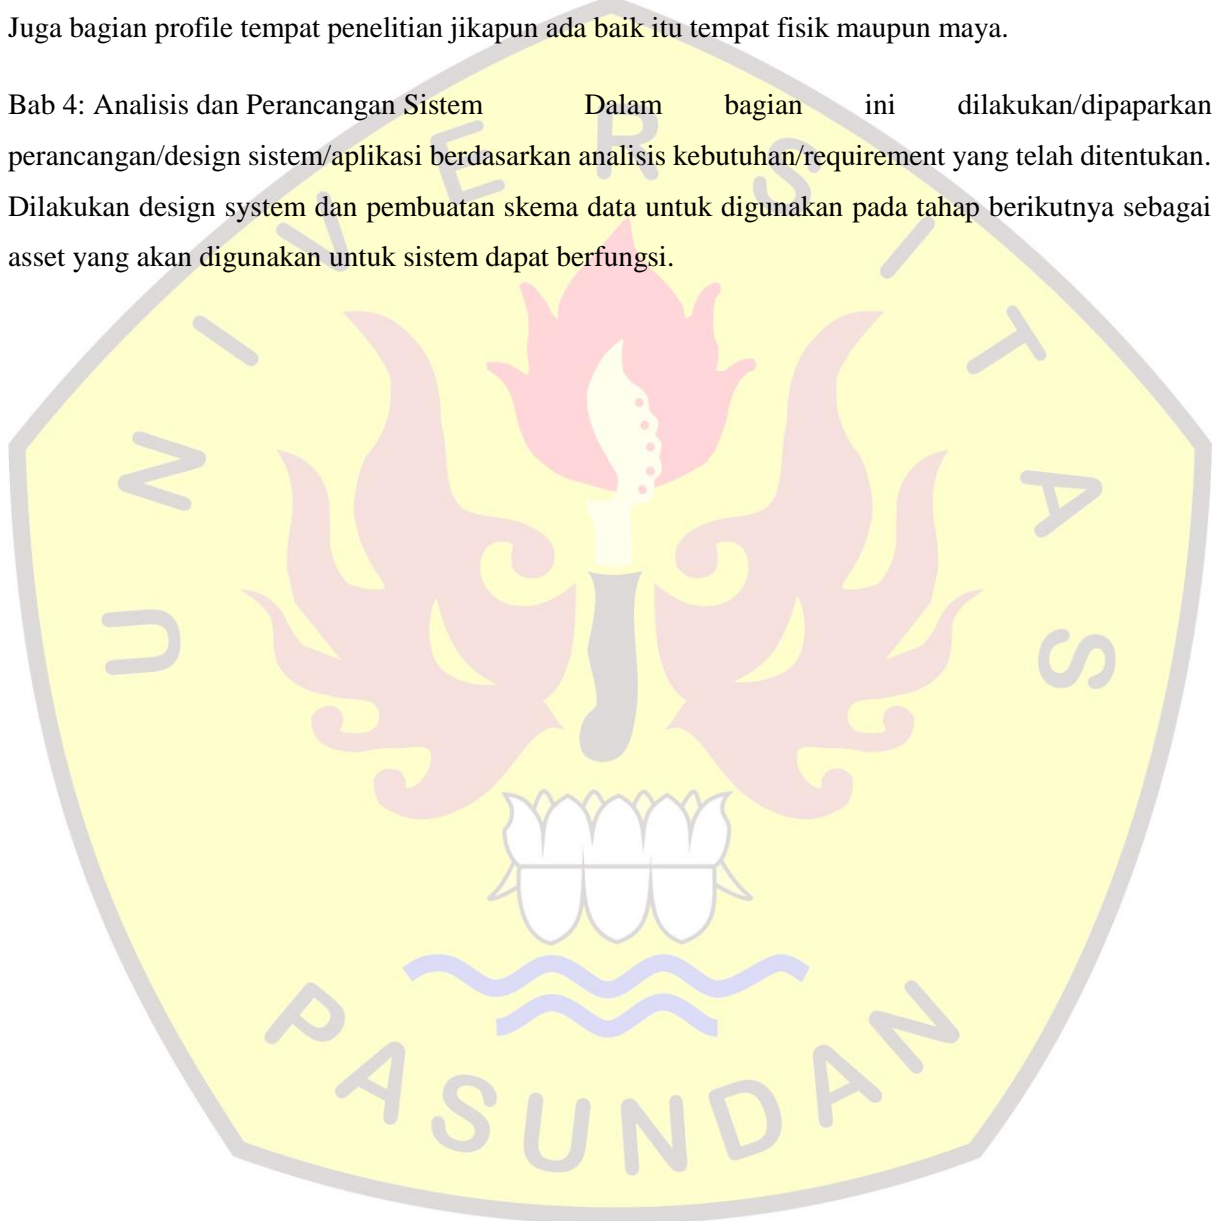 Juga bagian profile tempat penelitian jikapun ada baik itu tempat fisik maupun maya.
Bab 4: Analisis dan Perancangan Sistem Dalam bagian ini dilakukan/dipaparkan
perancangan/design sistem/aplikasi berdasarkan analisis kebutuhan/requirement yang telah ditentukan.
Dilakukan design system dan pembuatan skema data untuk digunakan pada tahap berikutnya sebagai
asset yang akan digunakan untuk sistem dapat berfungsi.
UNIVERSITAS
PASUNDAN